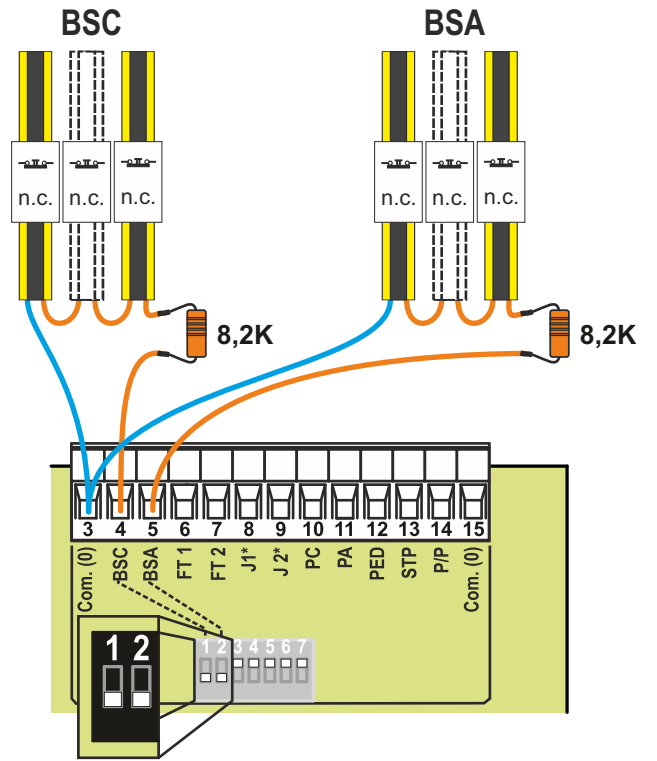 BSC BSA
n.c. n.c. n.c. n.c. n.c. n.c.
8,2K 8,2K
3 4 5 6 7 8 9 10 11 12 13 14 15
Com. (0) BSC BSA FT 1 FT 2 J1* J 2* PC PA PED STP P/P Com. (0)
1 2
1 2 3 4 5 6 7